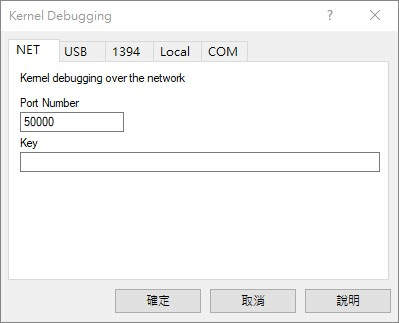 Kernel Debugging
NET USB 1394 Local COM
Kernel debugging over the network
Port Number
50000
Key
確定 取消 說明